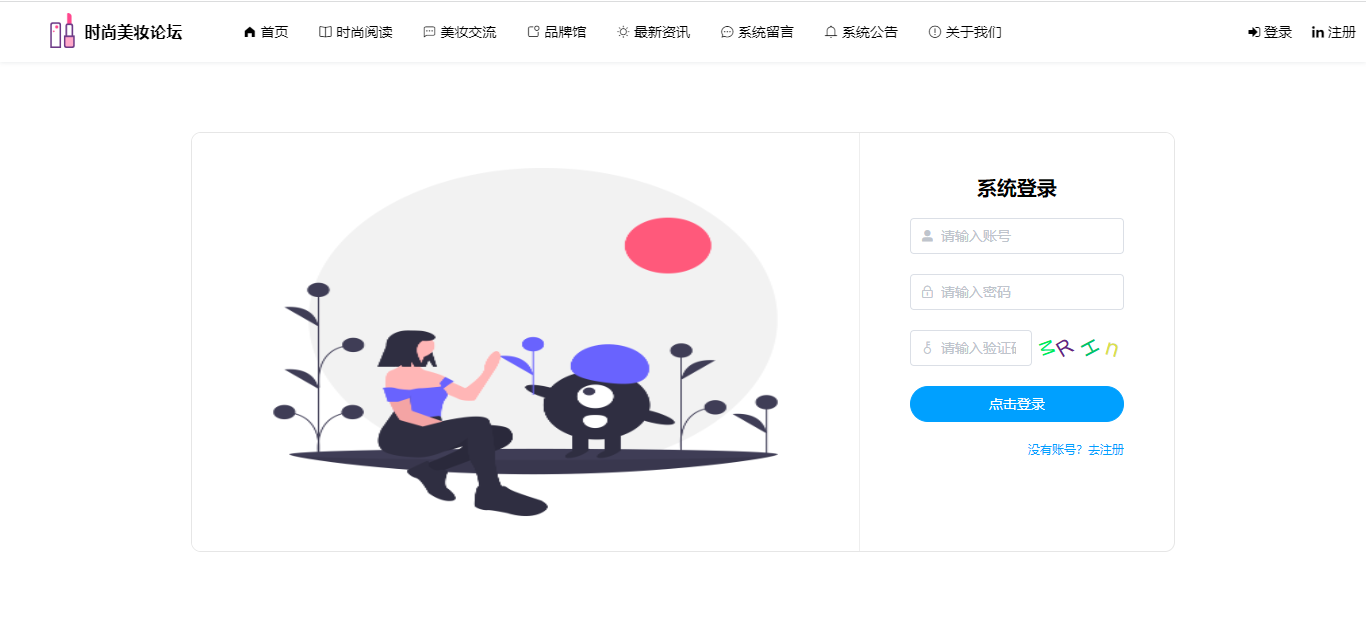 时尚美妆论坛 首页 时尚阅读 美妆交流 品牌馆 最新资讯 系统留言 系统公告 关于我们 登录 注册
系统登录
请输入账号
请输入密码
请输入验证
点击登录
没有账号？去注册